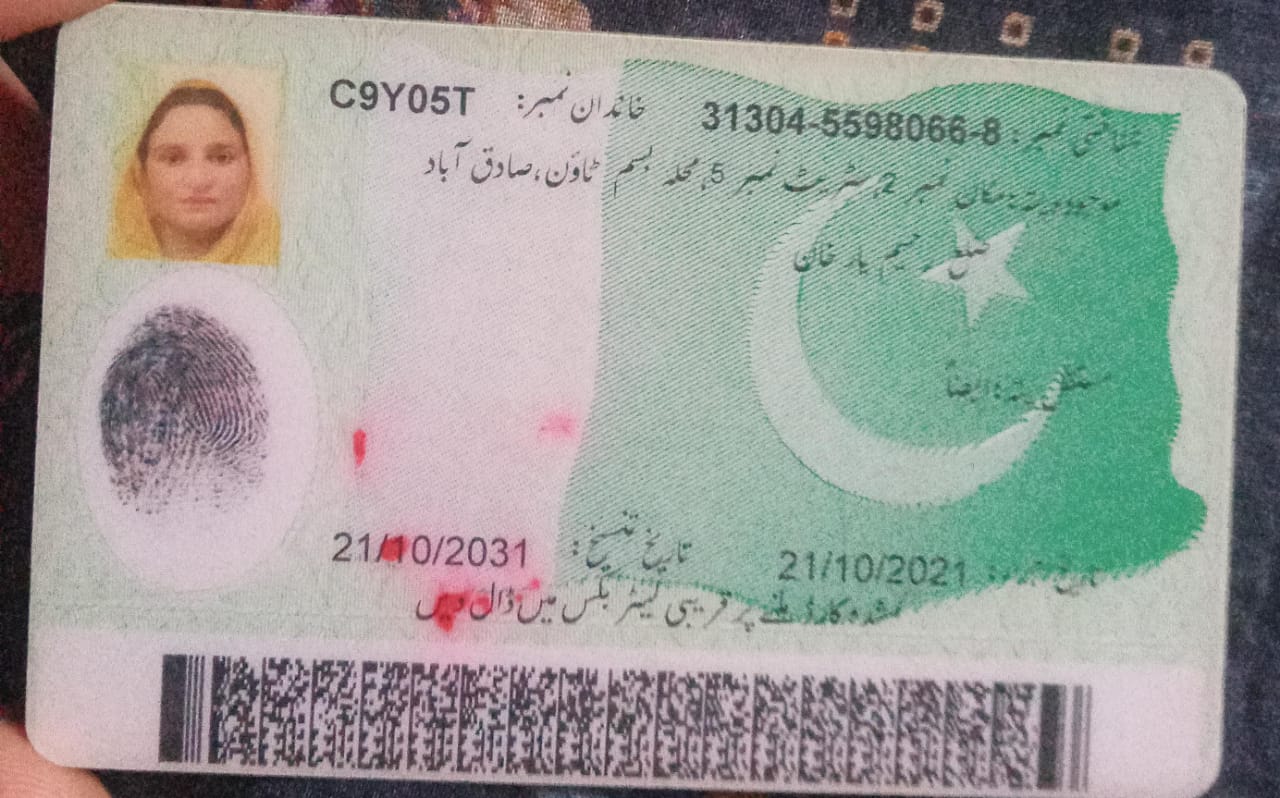 شناختی نمبر: 31304-5598066-8 خاندان نمبر: C9Y05T
موجودہ پتہ: مکان نمبر 2، سٹریٹ نمبر 5، محلہ بسم ٹاؤن، صادق آباد
ضلع رحیم یار خان
مستقل پتہ: ایضاً
تاریخ اجراء: 21/10/2021 تاریخ تنسیخ: 21/10/2031
گمشدہ کارڈ ملنے پر قریبی لیٹر بکس میں ڈال دیں